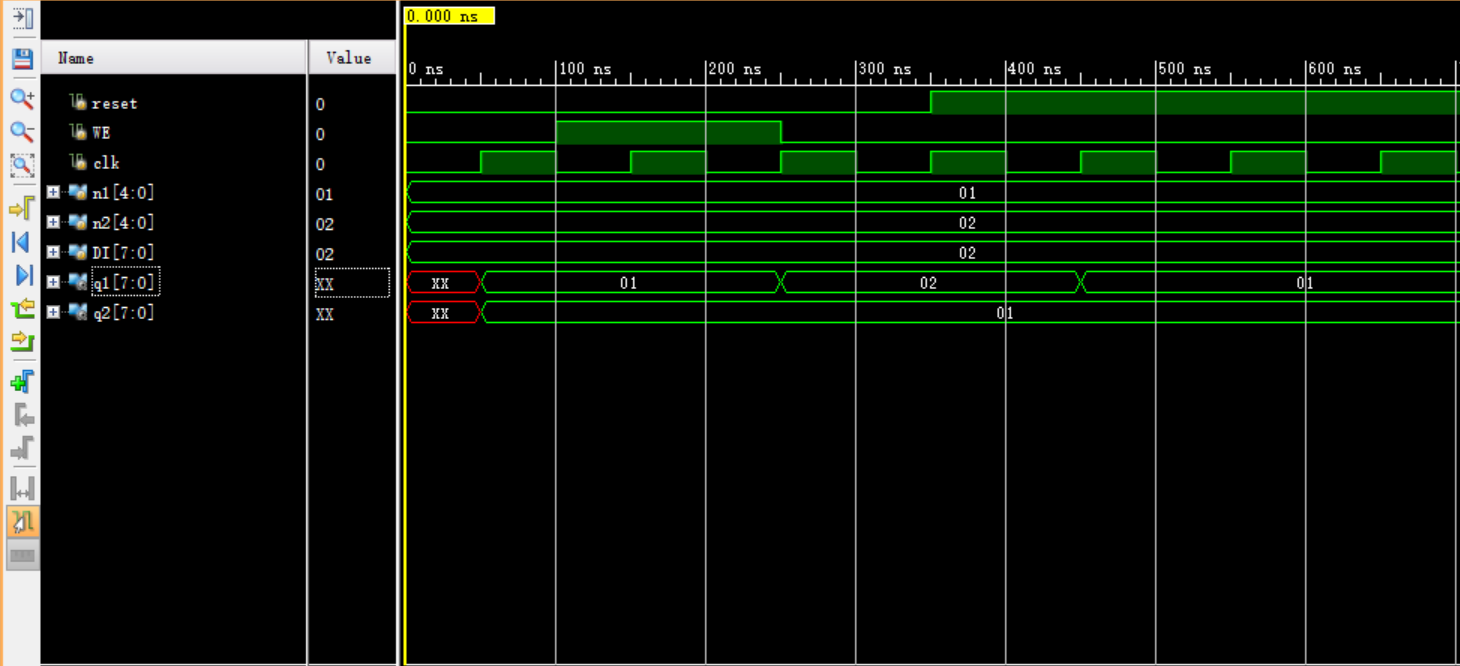 0.000 ns
Name Value
0 ns 100 ns 200 ns 300 ns 400 ns 500 ns 600 ns
reset 0
WE 0
clk 0
n1[4:0] 01 01
n2[4:0] 02 02
DI[7:0] 02 02
q1[7:0] XX XX 01 02 01
q2[7:0] XX XX 01